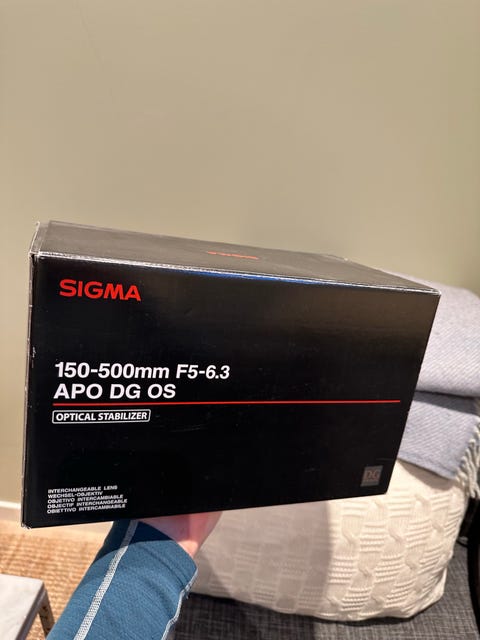 SIGMA
SIGMA
150-500mm F5-6.3
APO DG OS
OPTICAL STABILIZER
DG
INTERCHANGEABLE LENS
WECHSEL-OBJEKTIV
OBJETIVO INTERCAMBIABLE
OBJECTIF INTERCHANGEABLE
OBIETTIVO INTERCAMBIABILE